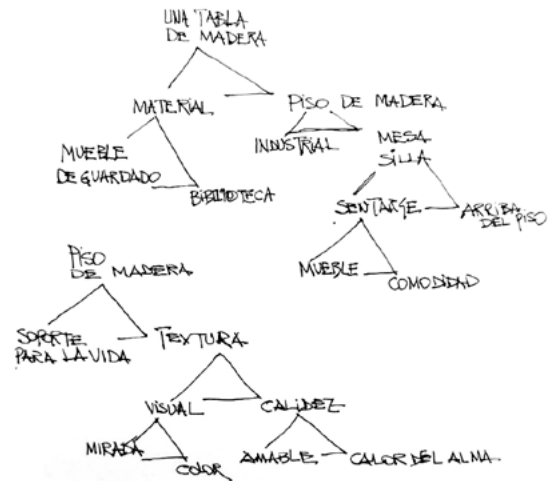 UNA TABLA
DE MADERA
MATERIAL
PISO DE MADERA
INDUSTRIAL
MESA
SILLA
MUEBLE
DE GUARDADO
BIBLIOTECA
SENTARSE
ARRIBA
DEL PISO
MUEBLE
COMODIDAD
PISO
DE MADERA
SOPORTE
PARA LA VIDA
TEXTURA
VISUAL
CALIDEZ
MIRADA
COLOR
AMABLE
CALOR DEL ALMA